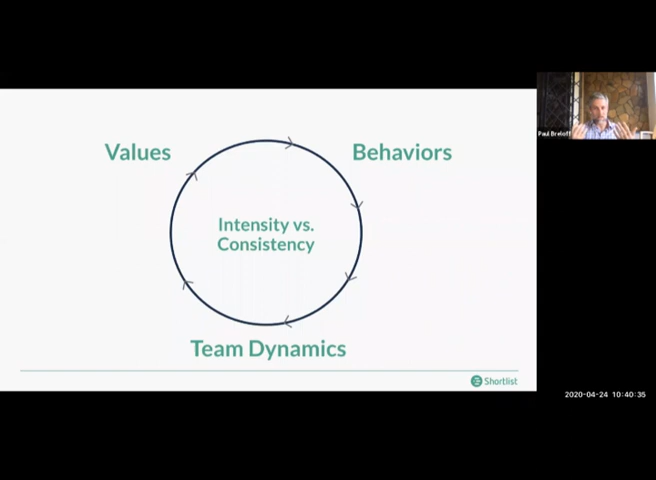 Values
Behaviors
Intensity vs.
Consistency
Team Dynamics
Shortlist
Paul Breloff
2020-04-24 10:40:35